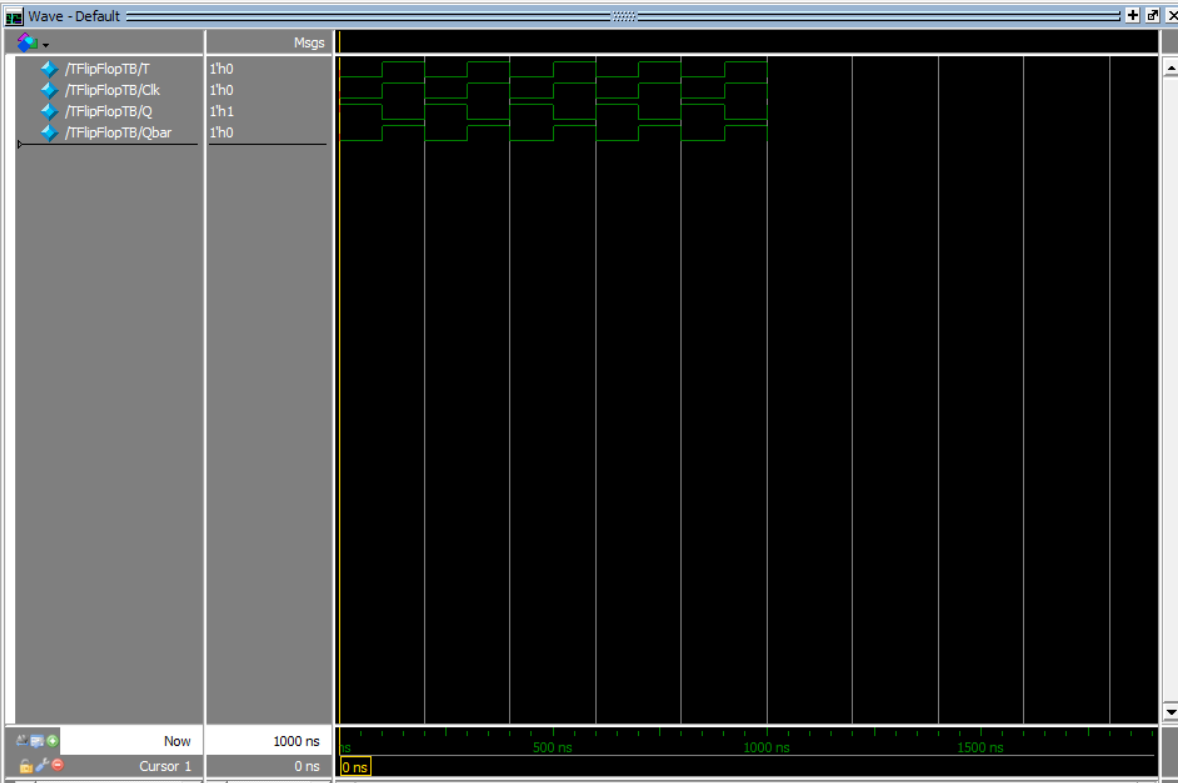 Wave - Default
Msgs
/TFlipFlopTB/T 1'h0
/TFlipFlopTB/Clk 1'h0
/TFlipFlopTB/Q 1'h1
/TFlipFlopTB/Qbar 1'h0
Now 1000 ns
ns 500 ns 1000 ns 1500 ns
Cursor 1 0 ns 0 ns